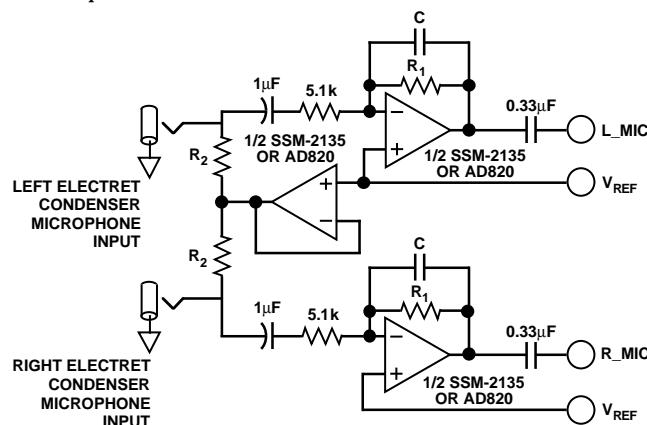 C
R1
1µF
5.1k
0.33µF
L_MIC
R2
1/2 SSM-2135
OR AD820
1/2 SSM-2135
OR AD820
VREF
LEFT ELECTRET
CONDENSER
MICROPHONE
INPUT
R2
C
R1
1µF
5.1k
0.33µF
R_MIC
1/2 SSM-2135
OR AD820
VREF
RIGHT ELECTRET
CONDENSER
MICROPHONE
INPUT